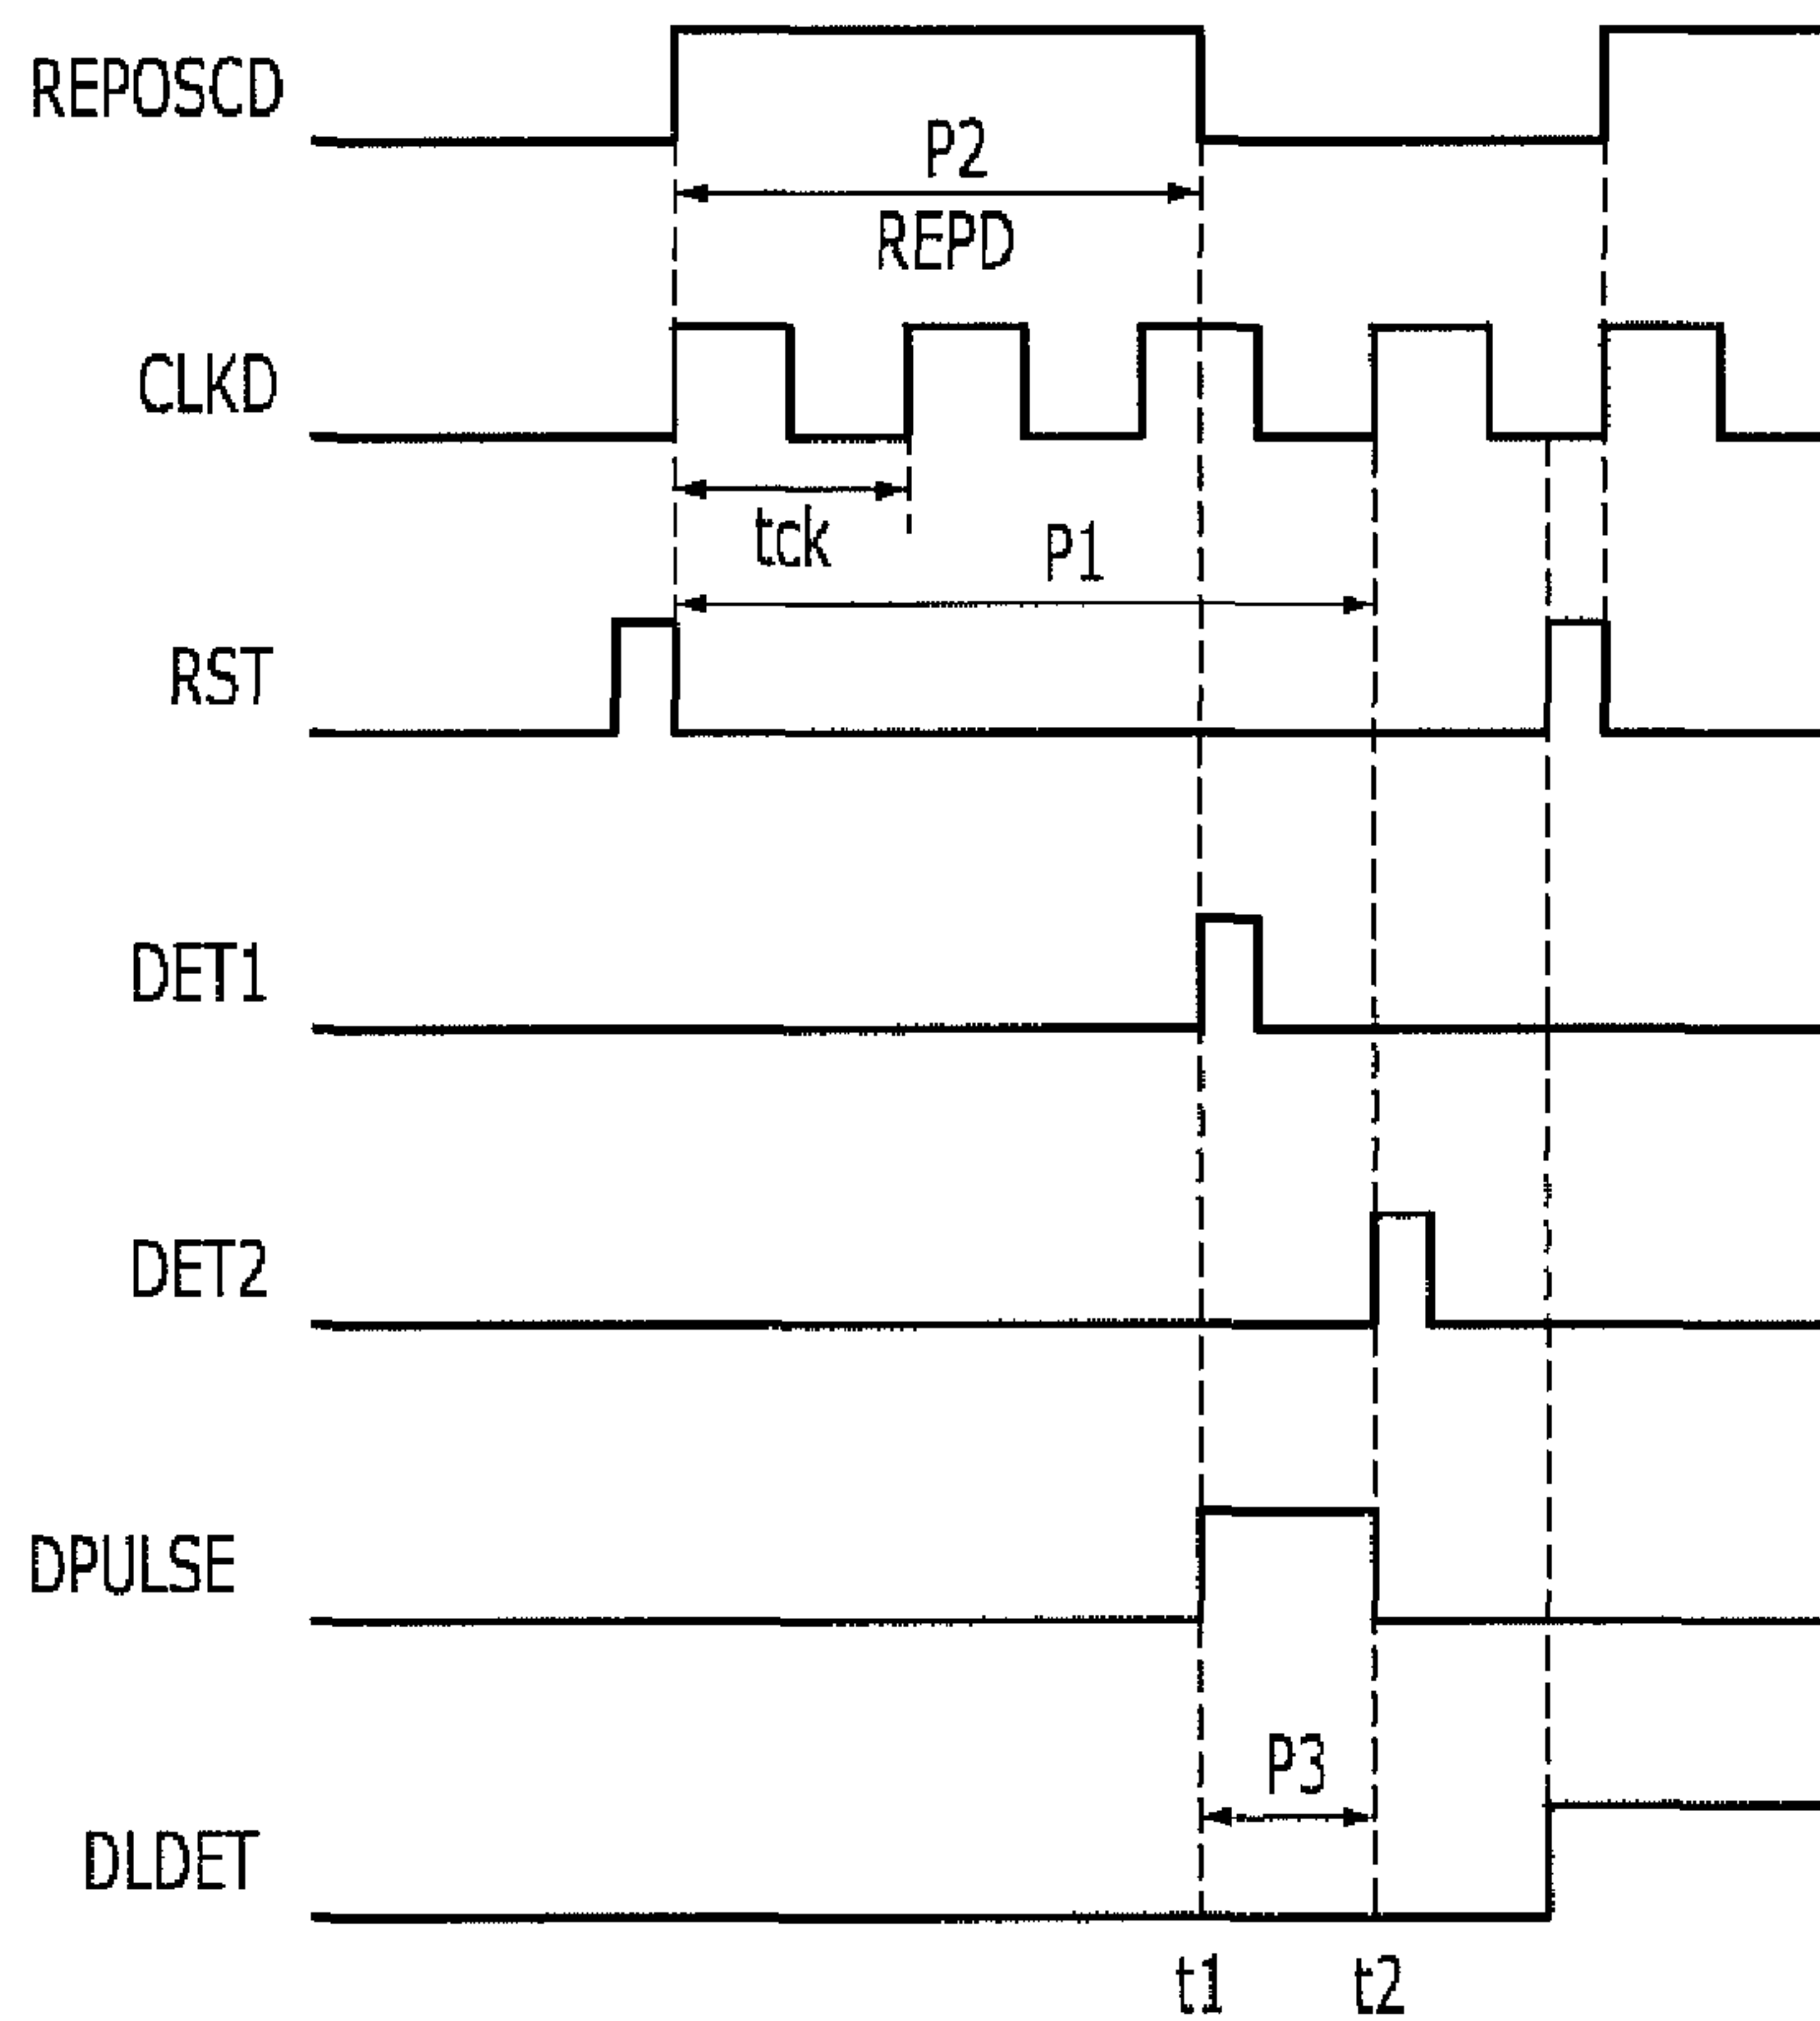 REPOSCD
P2
REPD
CLKD
tck
P1
RST
DET1
DET2
DPULSE
P3
DLDET
t1 t2